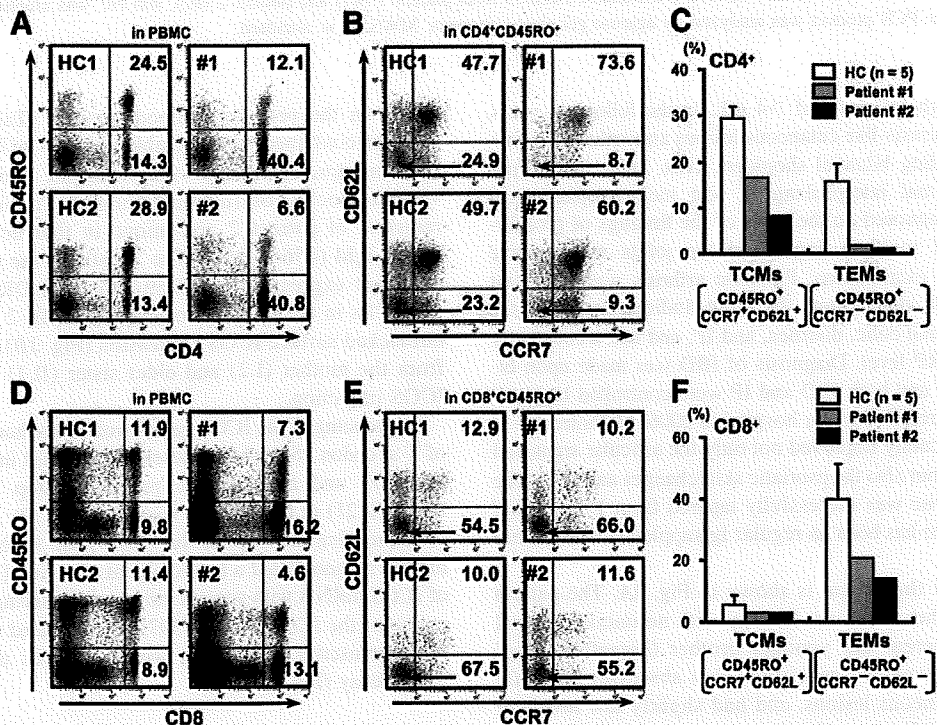 A
in PBMC
HC1 24.5
14.3
#1 12.1
40.4
HC2 28.9
13.4
#2 6.6
40.8
CD45RO
CD4
B
in CD4+CD45RO+
HC1 47.7
24.9
#1 73.6
8.7
HC2 49.7
23.2
#2 60.2
9.3
CD62L
CCR7
C
(%)
CD4+
40
30
20
10
0
HC (n = 5)
Patient #1
Patient #2
TCMs
[CD45RO+
CCR7+CD62L+]
TEMs
[CD45RO+
CCR7−CD62L−]
D
in PBMC
HC1 11.9
9.8
#1 7.3
16.2
HC2 11.4
8.9
#2 4.6
13.1
CD45RO
CD8
E
in CD8+CD45RO+
HC1 12.9
54.5
#1 10.2
66.0
HC2 10.0
67.5
#2 11.6
55.2
CD62L
CCR7
F
(%)
CD8+
60
40
20
0
HC (n = 5)
Patient #1
Patient #2
TCMs
[CD45RO+
CCR7+CD62L+]
TEMs
[CD45RO+
CCR7−CD62L−]